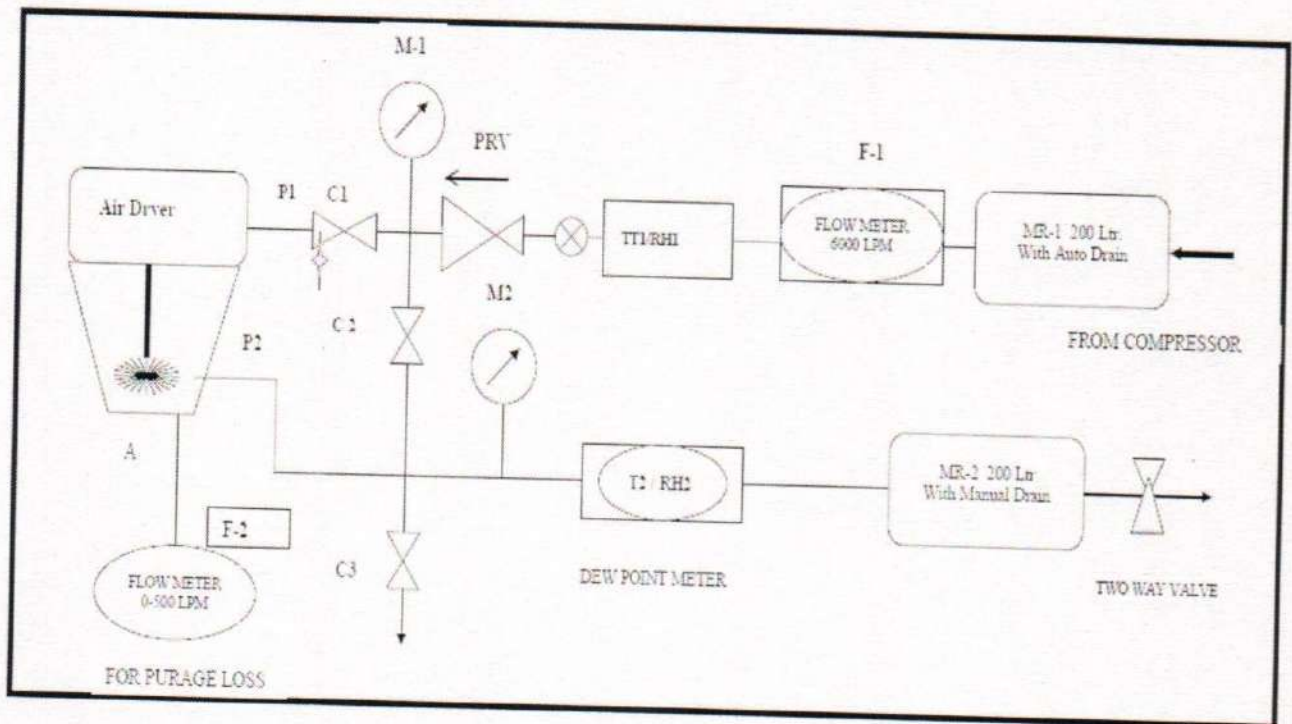 M-1
PRV
F-1
P1
C1
Air Dryer
TT1/RH1
FLOW METER
6000 LPM
MR-1 200 Ltr.
With Auto Drain
M2
C2
P2
FROM COMPRESSOR
A
T2 / RH2
MR-2 200 Ltr
With Manual Drain
F-2
C3
DEW POINT METER
TWO WAY VALVE
FLOW METER
0-500 LPM
FOR PURAGE LOSS